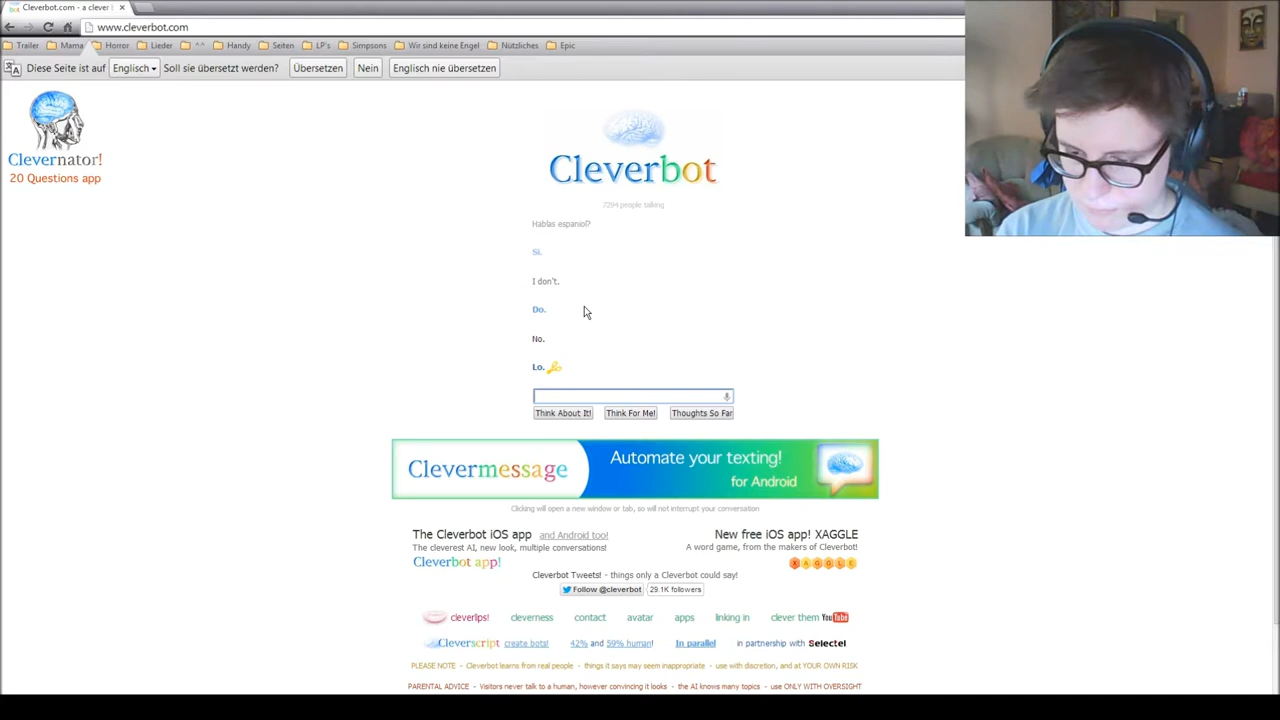 Cleverbot.com - a clever b
www.cleverbot.com
Trailer Mama Horror Lieder ^^ Handy Seiten LP's Simpsons Wir sind keine Engel Nützliches Epic
Diese Seite ist auf Englisch Soll sie übersetzt werden? Übersetzen Nein Englisch nie übersetzen
Clevernator!
20 Questions app
Cleverbot
7294 people talking
Hablas espaniol?
Si.
I don't.
Do.
No.
Lo.
Think About It! Think For Me! Thoughts So Far
Clevermessage Automate your texting!
for Android
Clicking will open a new window or tab, so will not interrupt your conversation
The Cleverbot iOS app and Android too! New free iOS app! XAGGLE
The cleverest AI, new look, multiple conversations! A word game, from the makers of Cleverbot!
Cleverbot app! XAGGLE
Cleverbot Tweets! - things only a Cleverbot could say!
Follow @cleverbot 29.1K followers
cleverlips! cleverness contact avatar apps linking in clever them YouTube
Cleverscript create bots! 42% and 59% human! In parallel in partnership with Selectel
PLEASE NOTE - Cleverbot learns from real people - things it says may seem inappropriate - use with discretion, and at YOUR OWN RISK
PARENTAL ADVICE - Visitors never talk to a human, however convincing it looks - the AI knows many topics - use ONLY WITH OVERSIGHT